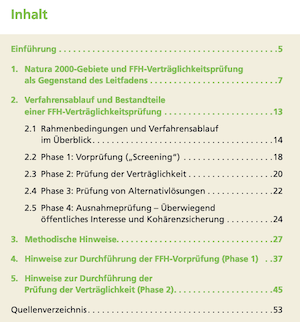 Inhalt
Einführung . . . . . . . . . . . . . . . . . . . . . . . . . . . . . . . . . . . . . . . . 5
1. Natura 2000-Gebiete und FFH-Verträglichkeitsprüfung
als Gegenstand des Leitfadens . . . . . . . . . . . . . . . . . . . . . . . 7
2. Verfahrensablauf und Bestandteile
einer FFH-Verträglichkeitsprüfung . . . . . . . . . . . . . . . . . . . 13
2.1 Rahmenbedingungen und Verfahrensablauf
im Überblick. . . . . . . . . . . . . . . . . . . . . . . . . . . . . . . 14
2.2 Phase 1: Vorprüfung („Screening“) . . . . . . . . . . . . . . . 18
2.3 Phase 2: Prüfung der Verträglichkeit . . . . . . . . . . . . . . 20
2.4 Phase 3: Prüfung von Alternativlösungen . . . . . . . . . . . 22
2.5 Phase 4: Ausnahmeprüfung – Überwiegend
öffentliches Interesse und Kohärenzsicherung . . . . . . . . 24
3. Methodische Hinweise. . . . . . . . . . . . . . . . . . . . . . . . . . . . 27
4. Hinweise zur Durchführung der FFH-Vorprüfung (Phase 1) . . 37
5. Hinweise zur Durchführung der
Prüfung der Verträglichkeit (Phase 2). . . . . . . . . . . . . . . . . 45
Quellenverzeichnis . . . . . . . . . . . . . . . . . . . . . . . . . . . . . . . . . 53